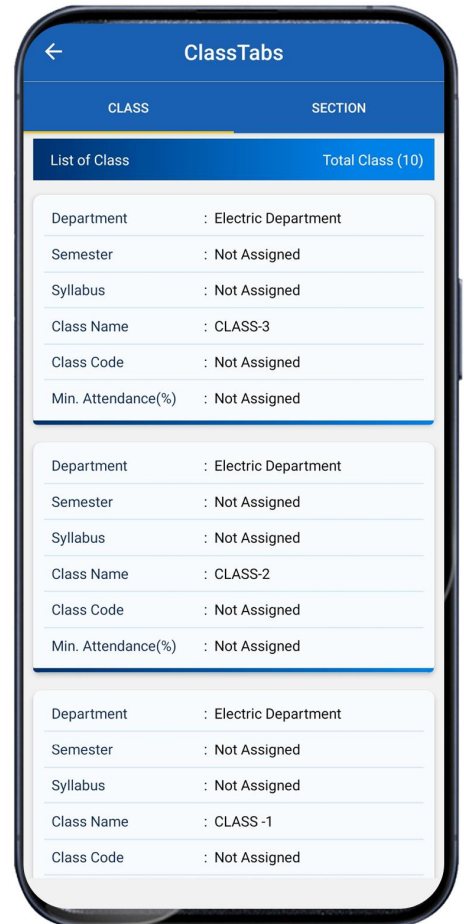 ClassTabs
CLASS SECTION
List of Class Total Class (10)
Department : Electric Department
Semester : Not Assigned
Syllabus : Not Assigned
Class Name : CLASS-3
Class Code : Not Assigned
Min. Attendance(%) : Not Assigned
Department : Electric Department
Semester : Not Assigned
Syllabus : Not Assigned
Class Name : CLASS-2
Class Code : Not Assigned
Min. Attendance(%) : Not Assigned
Department : Electric Department
Semester : Not Assigned
Syllabus : Not Assigned
Class Name : CLASS -1
Class Code : Not Assigned